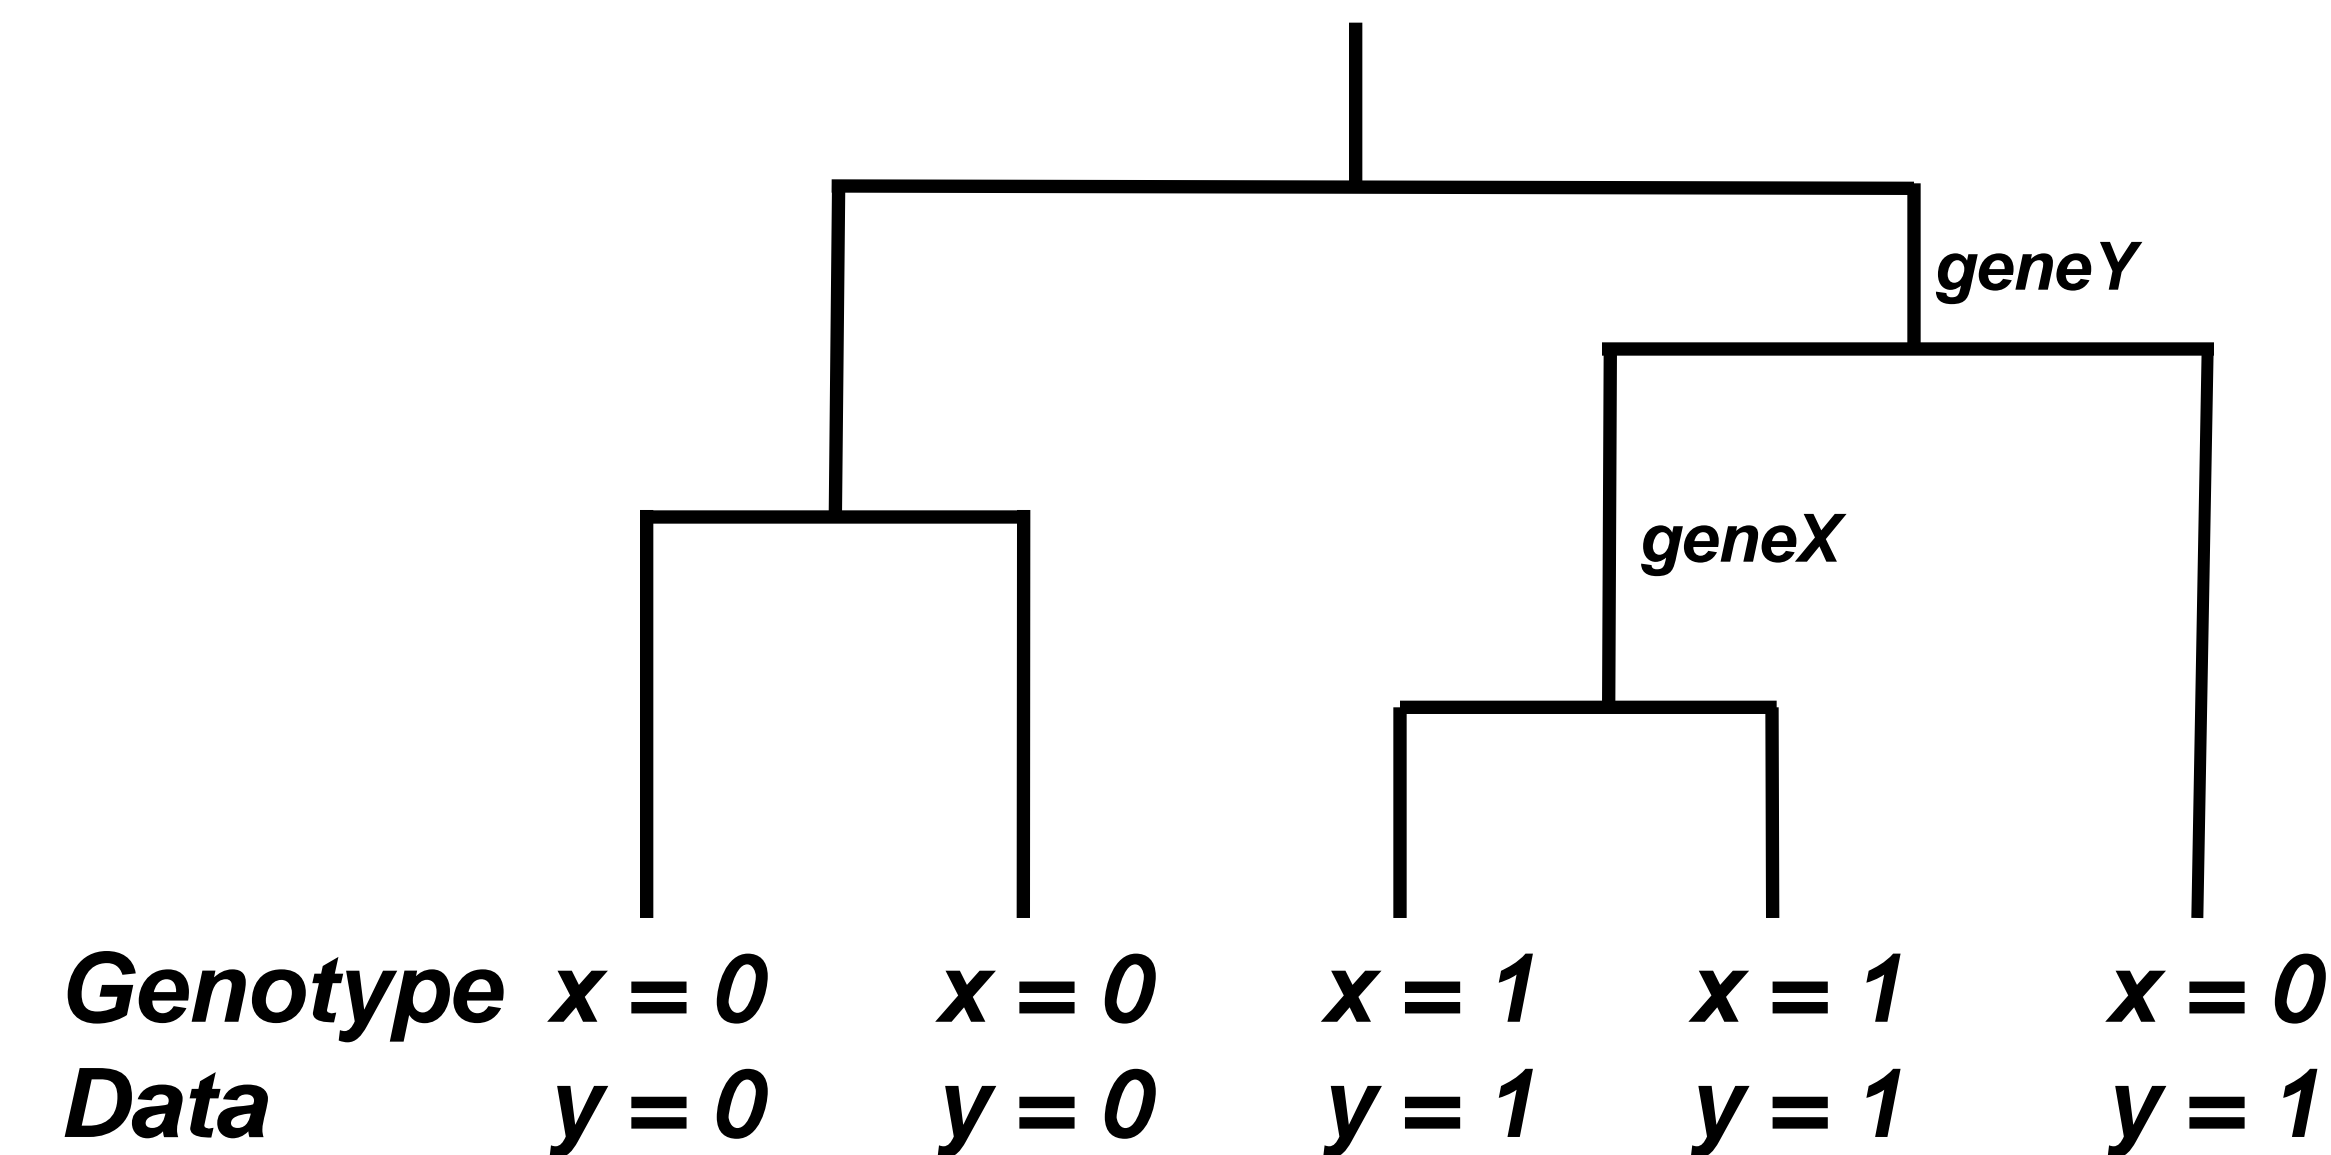 geneY
geneX
Genotype x = 0 x = 0 x = 1 x = 1 x = 0
Data y = 0 y = 0 y = 1 y = 1 y = 1